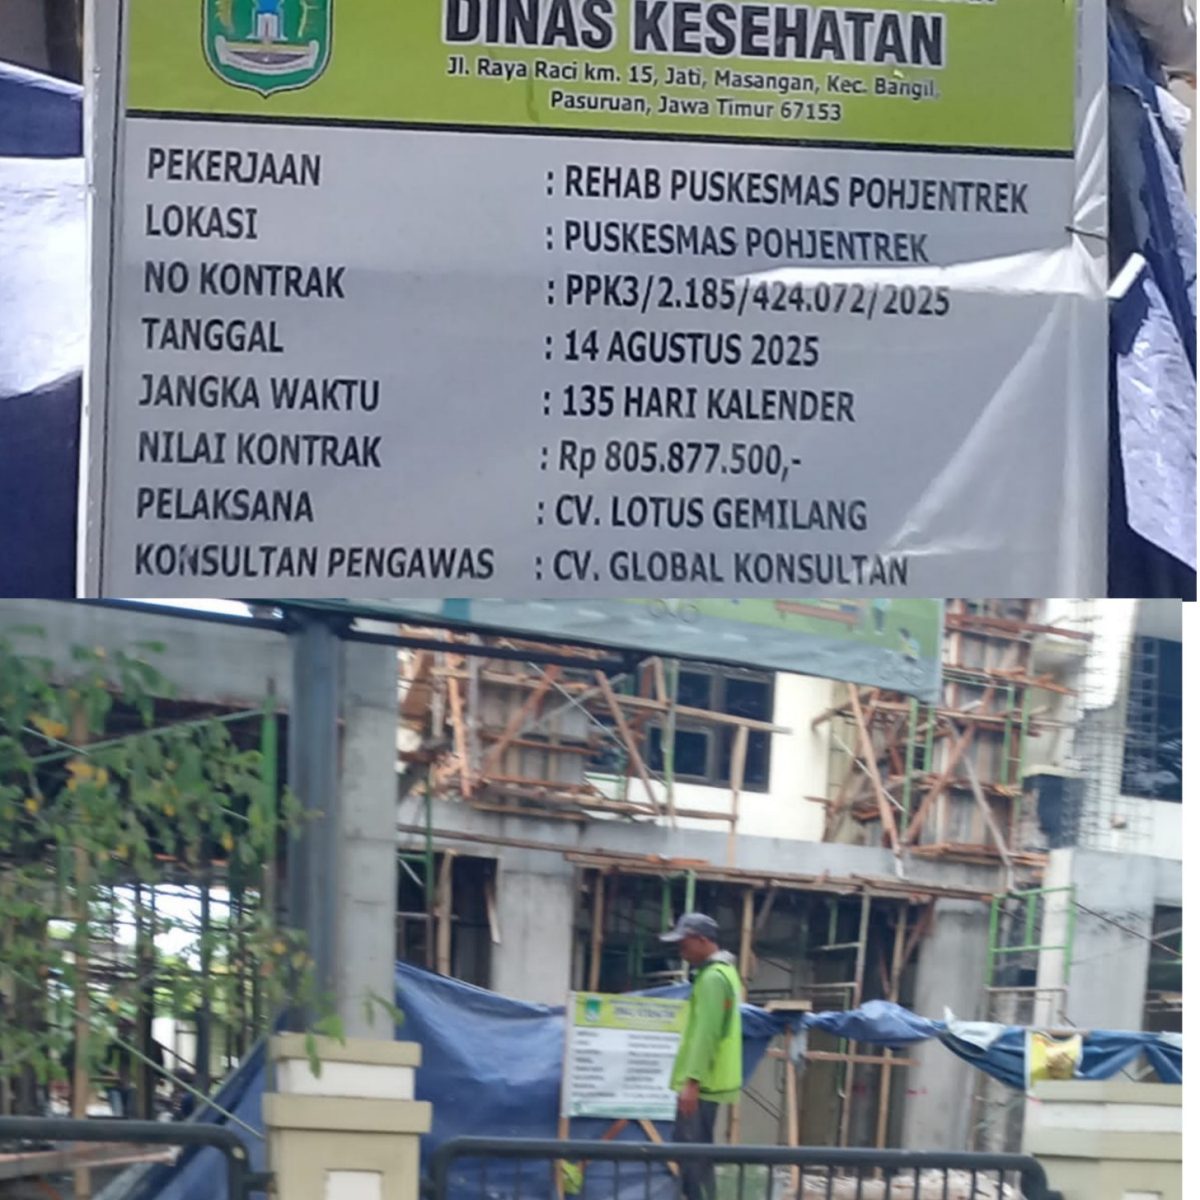 DINAS KESEHATAN
Jl. Raya Raci km. 15, Jati, Masangan, Kec. Bangil,
Pasuruan, Jawa Timur 67153
PEKERJAAN : REHAB PUSKESMAS POHJENTREK
LOKASI : PUSKESMAS POHJENTREK
NO KONTRAK : PPK3/2.185/424.072/2025
TANGGAL : 14 AGUSTUS 2025
JANGKA WAKTU : 135 HARI KALENDER
NILAI KONTRAK : Rp 805.877.500,-
PELAKSANA : CV. LOTUS GEMILANG
KONSULTAN PENGAWAS : CV. GLOBAL KONSULTAN